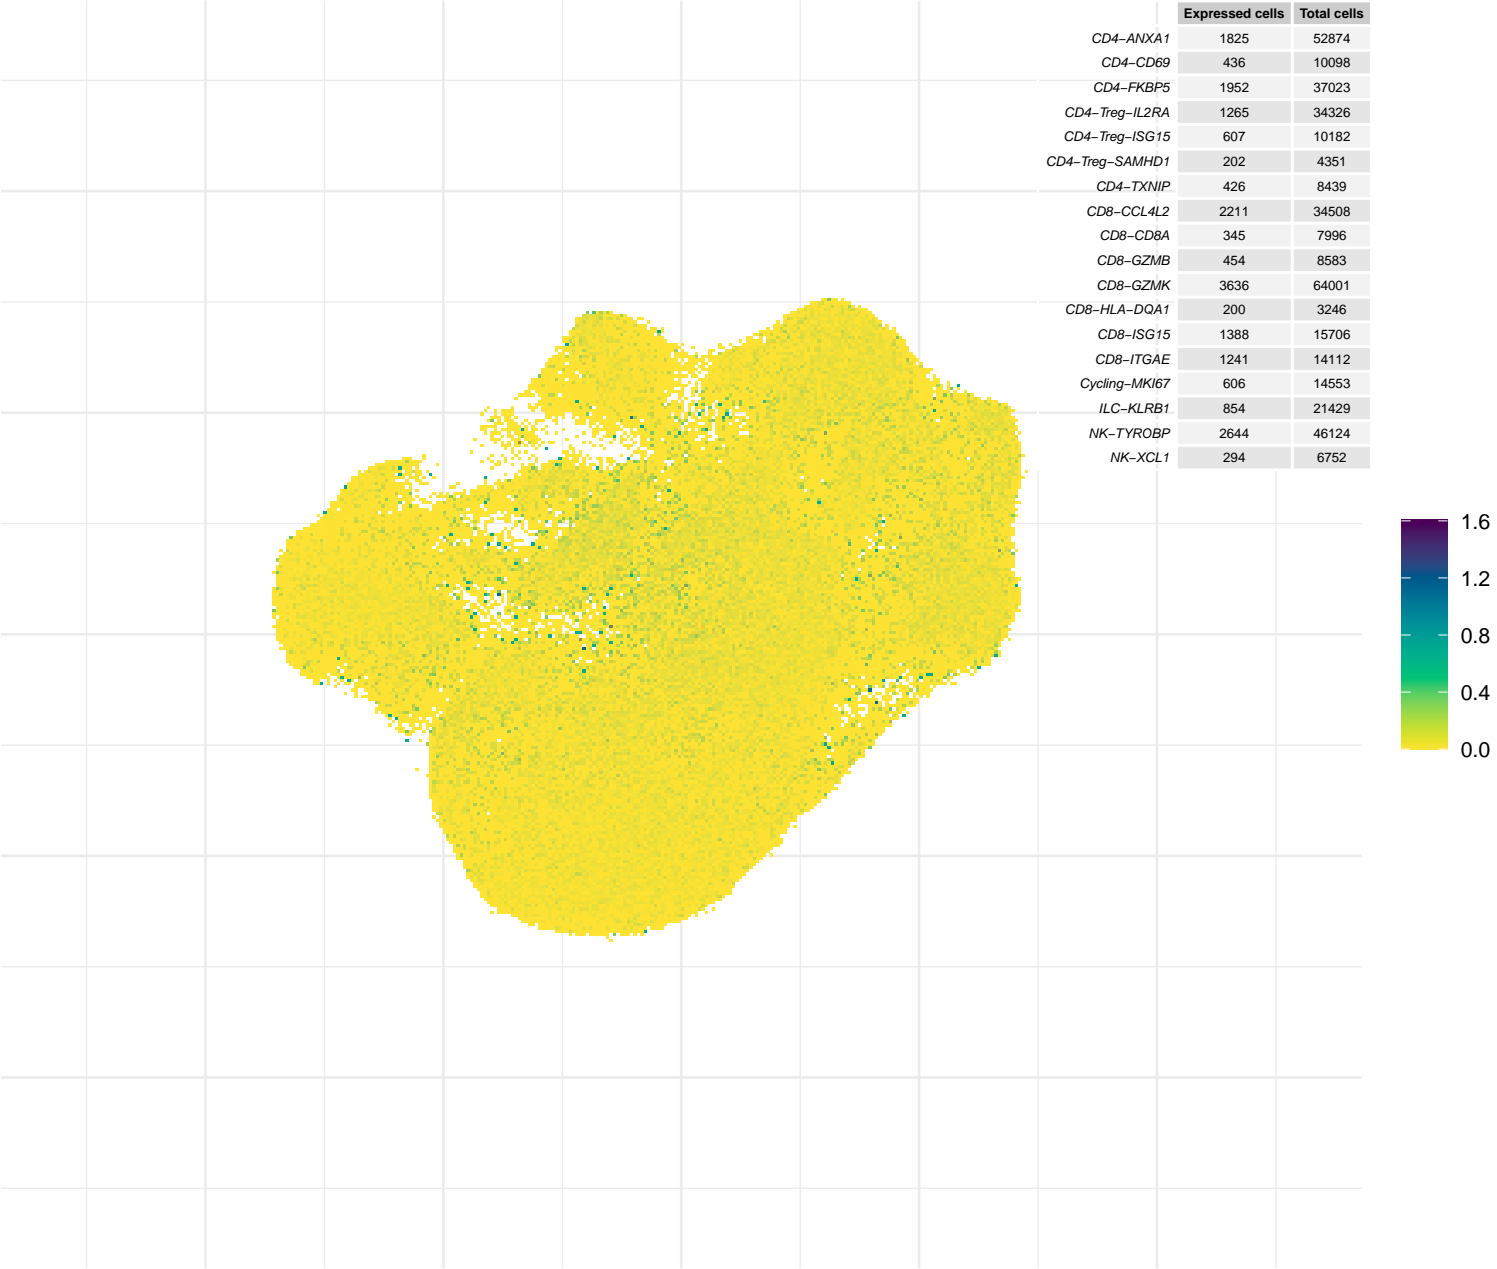 Expressed cells Total cells
CD4−ANXA1 1825 52874
CD4−CD69 436 10098
CD4−FKBP5 1952 37023
CD4−Treg−IL2RA 1265 34326
CD4−Treg−ISG15 607 10182
CD4−Treg−SAMHD1 202 4351
CD4−TXNIP 426 8439
CD8−CCL4L2 2211 34508
CD8−CD8A 345 7996
CD8−GZMB 454 8583
CD8−GZMK 3636 64001
CD8−HLA−DQA1 200 3246
CD8−ISG15 1388 15706
CD8−ITGAE 1241 14112
Cycling−MKI67 606 14553
ILC−KLRB1 854 21429
NK−TYROBP 2644 46124
NK−XCL1 294 6752
1.6
1.2
0.8
0.4
0.0